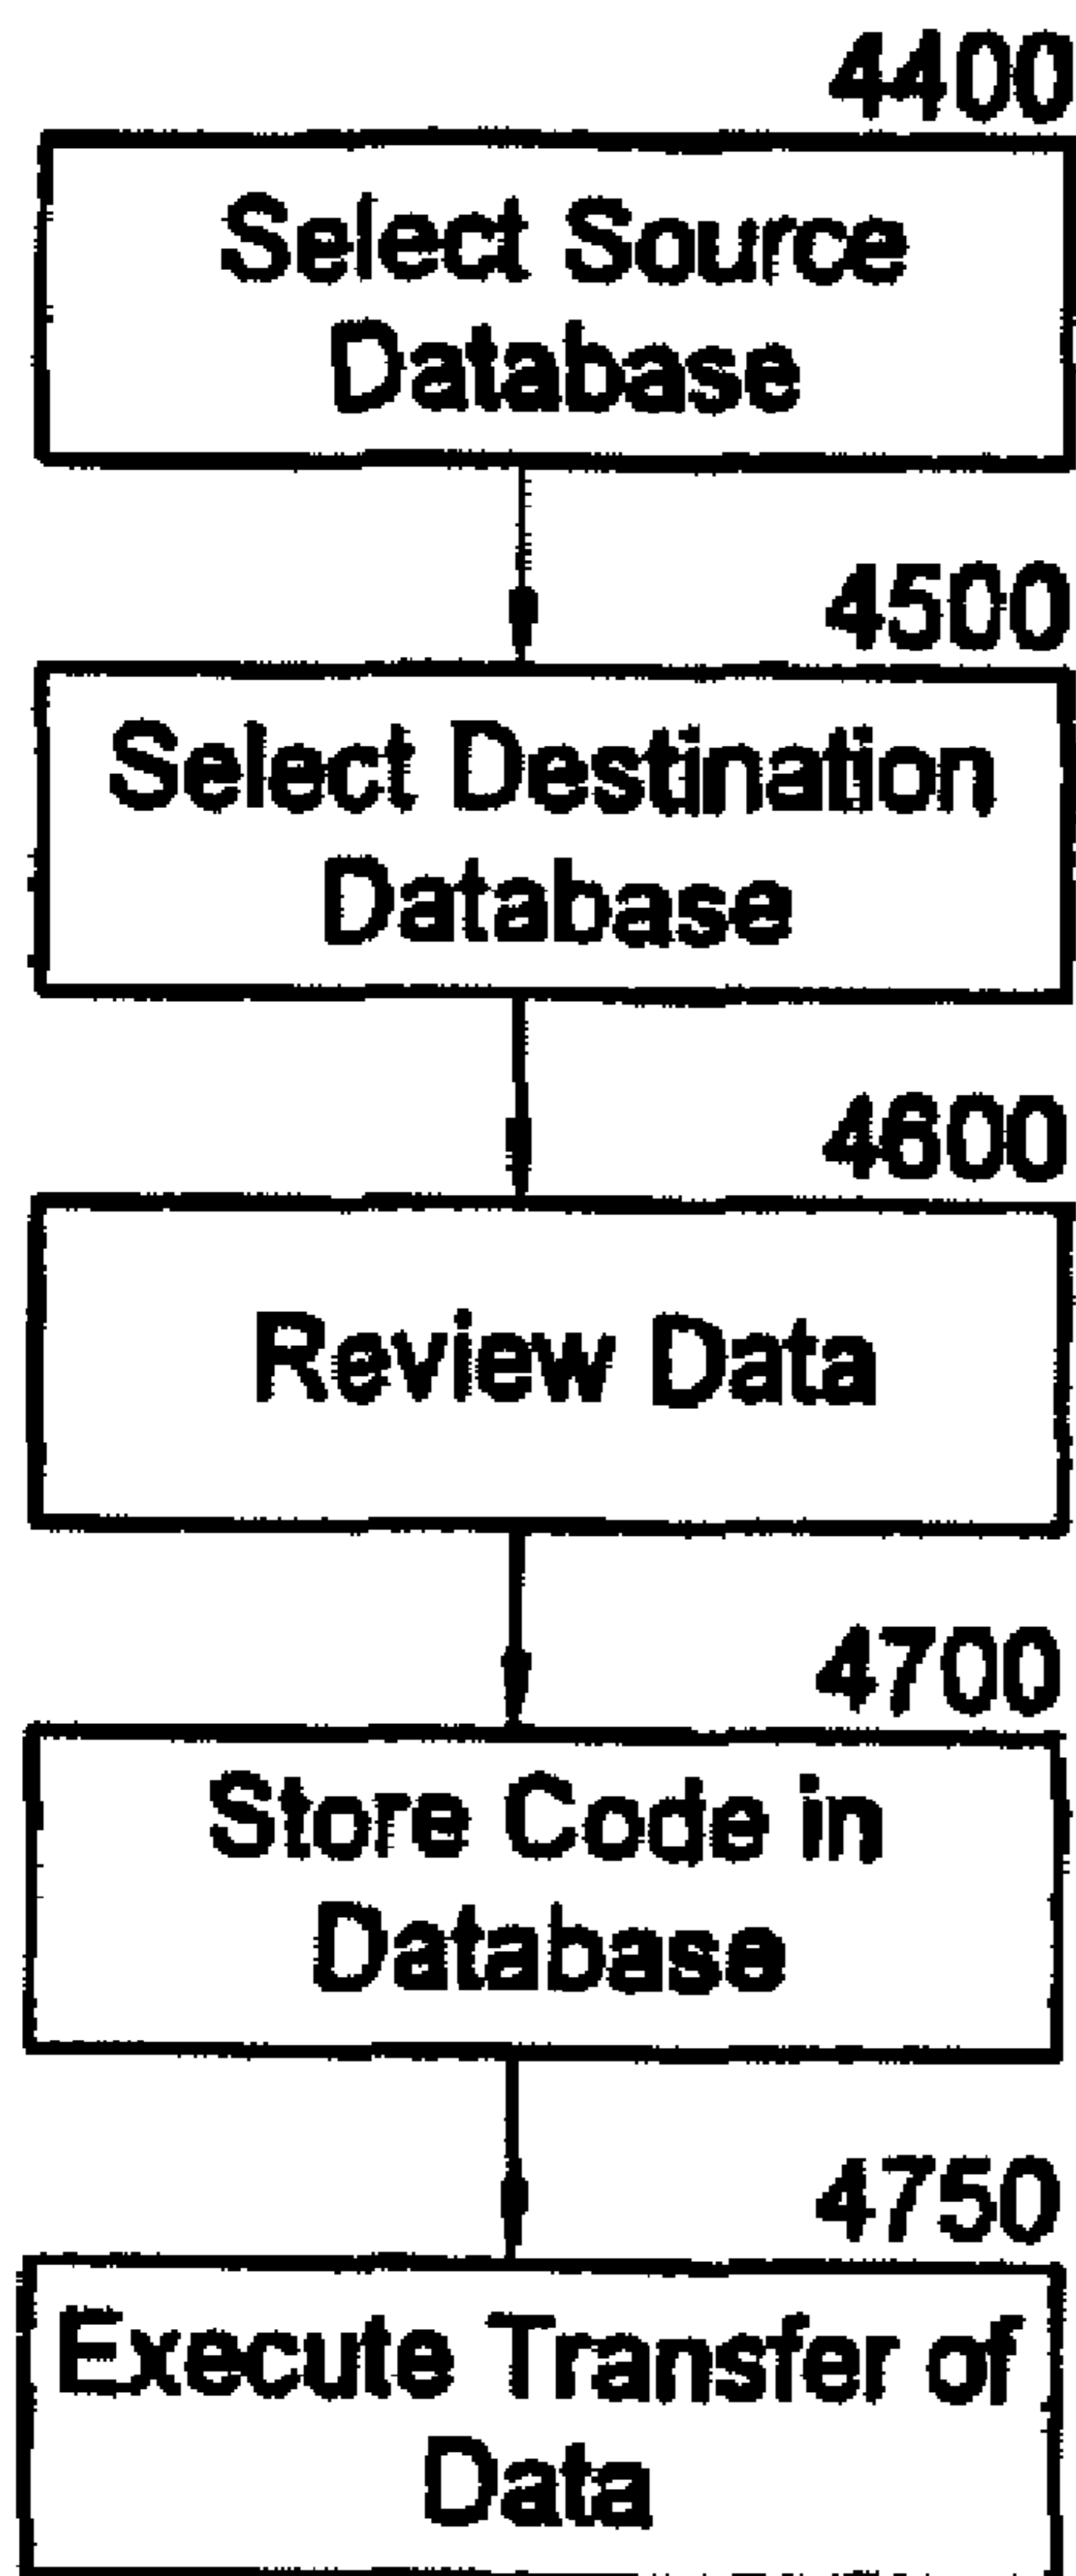 4400
Select Source
Database
4500
Select Destination
Database
4600
Review Data
4700
Store Code in
Database
4750
Execute Transfer of
Data